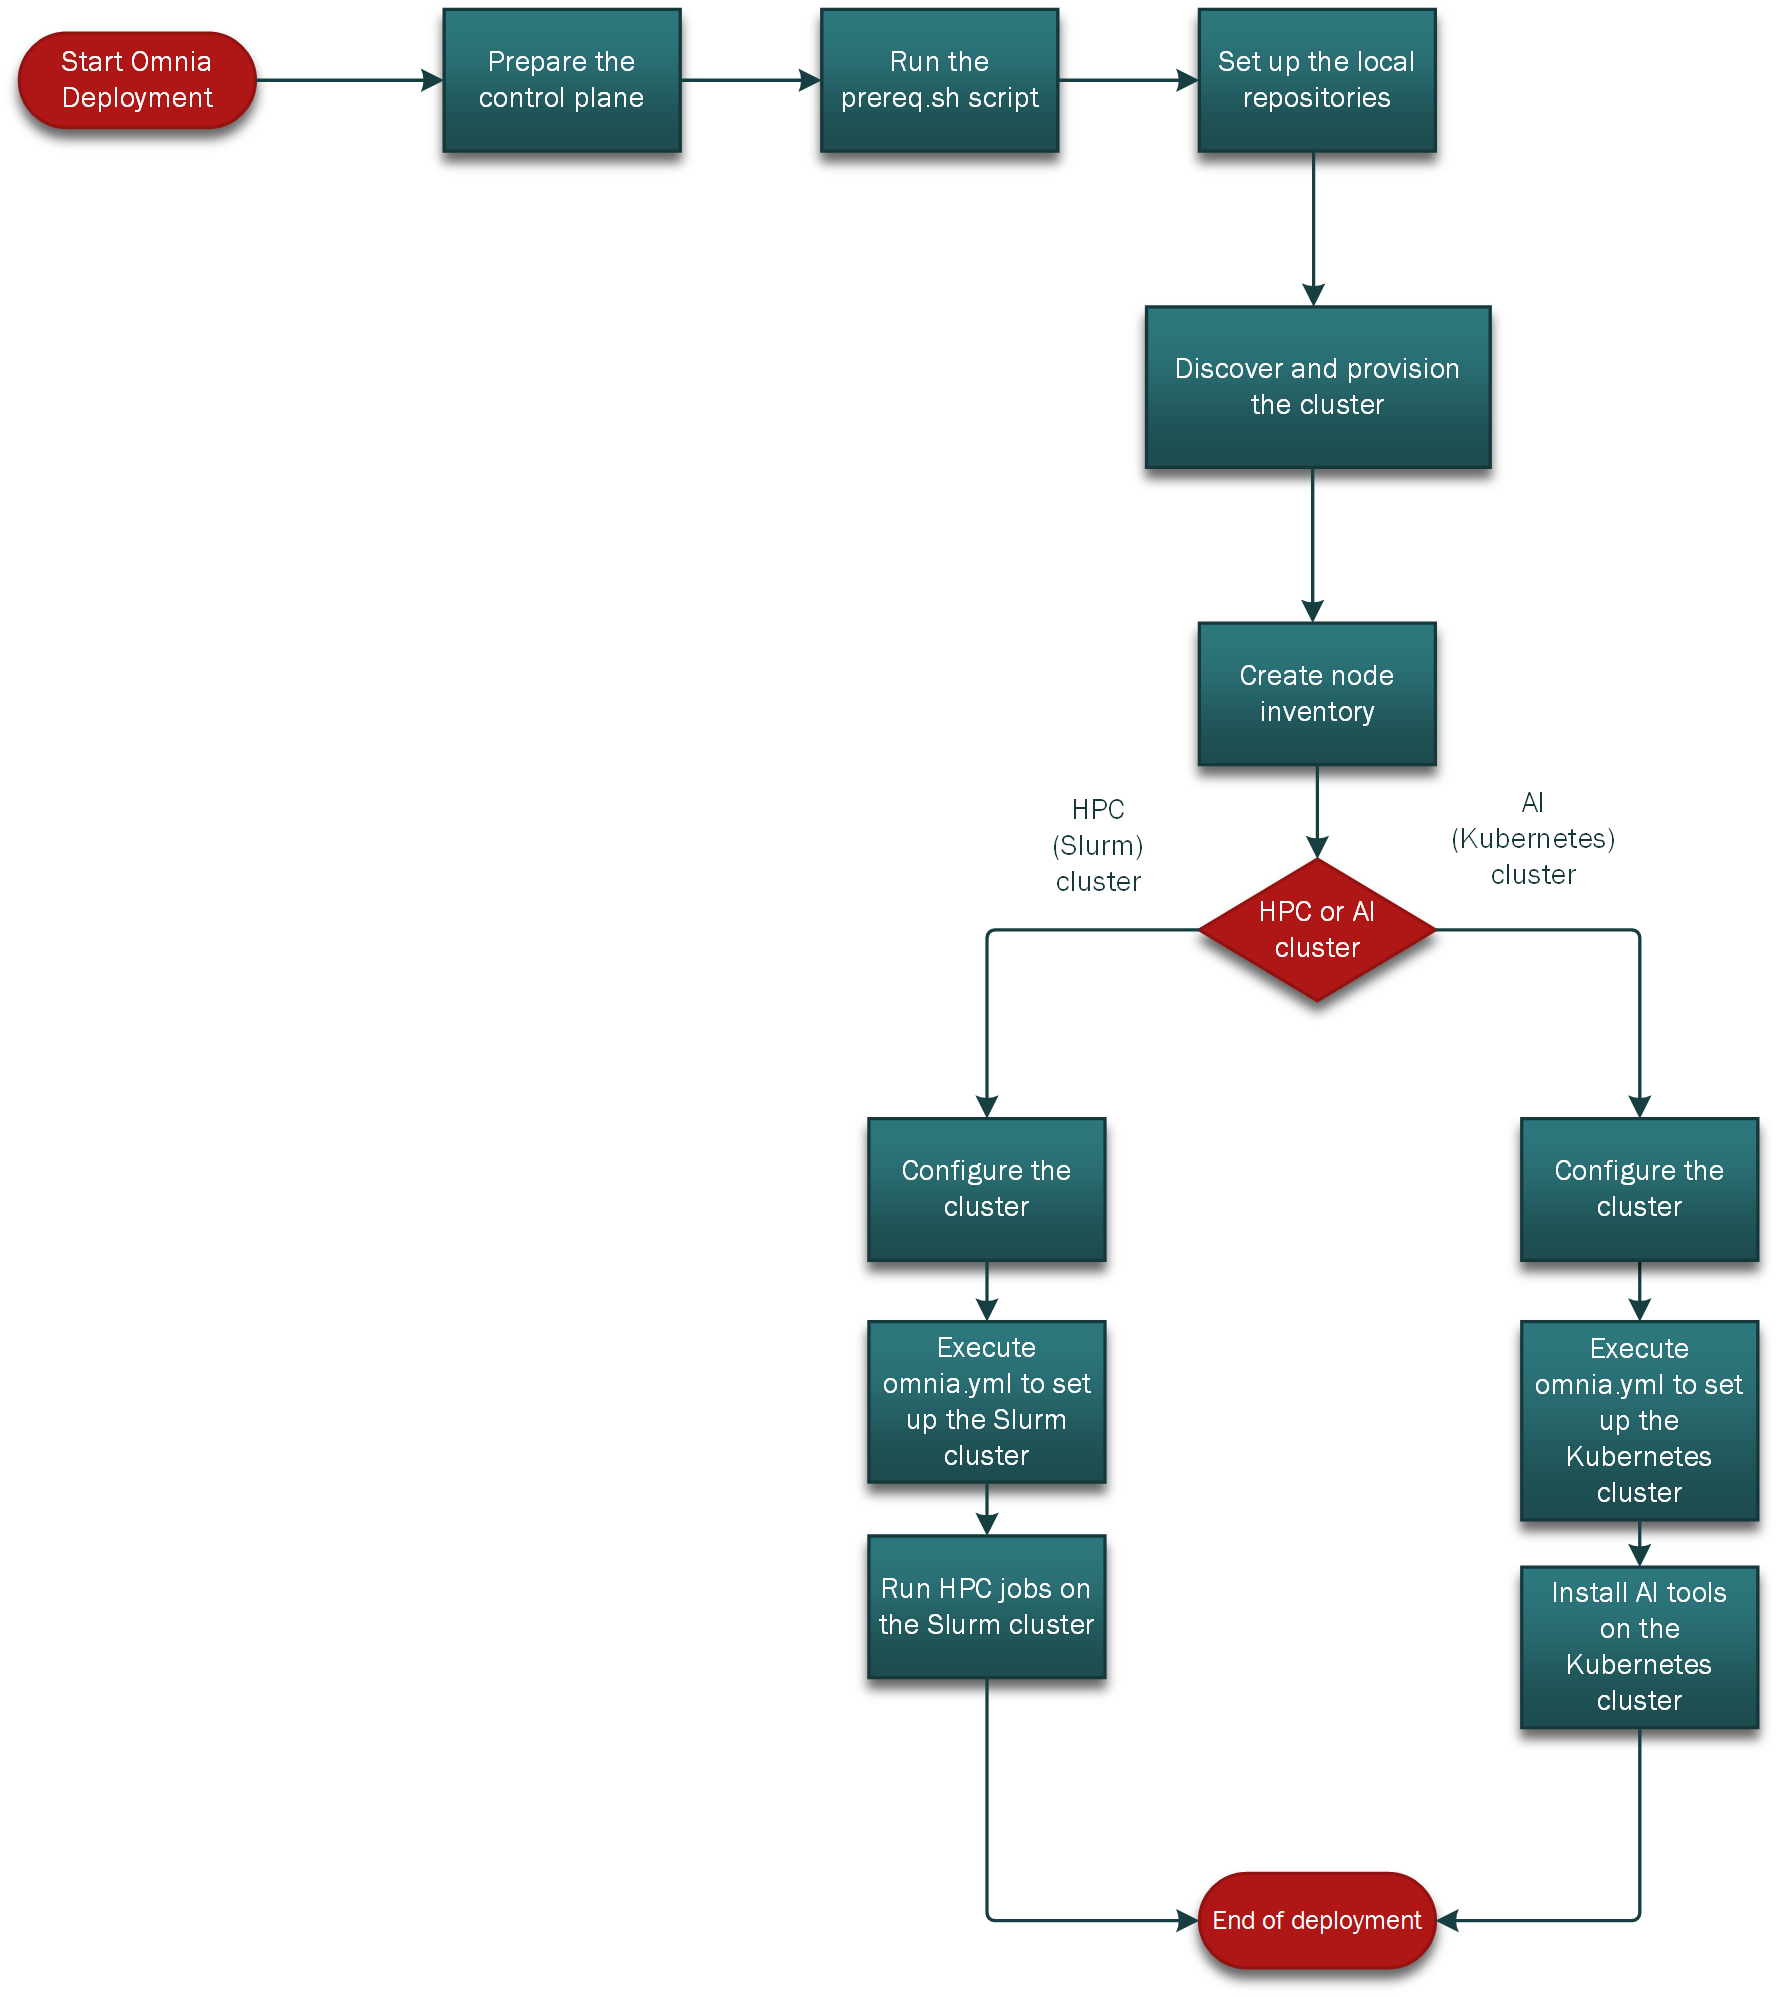 Start Omnia
Deployment
Prepare the
control plane
Run the
prereq.sh script
Set up the local
repositories
Discover and provision
the cluster
Create node
inventory
HPC
(Slurm)
cluster
AI
(Kubernetes)
cluster
HPC or AI
cluster
Configure the
cluster
Execute
omnia.yml to set
up the Slurm
cluster
Run HPC jobs on
the Slurm cluster
Configure the
cluster
Execute
omnia.yml to set
up the
Kubernetes
cluster
Install AI tools
on the
Kubernetes
cluster
End of deployment